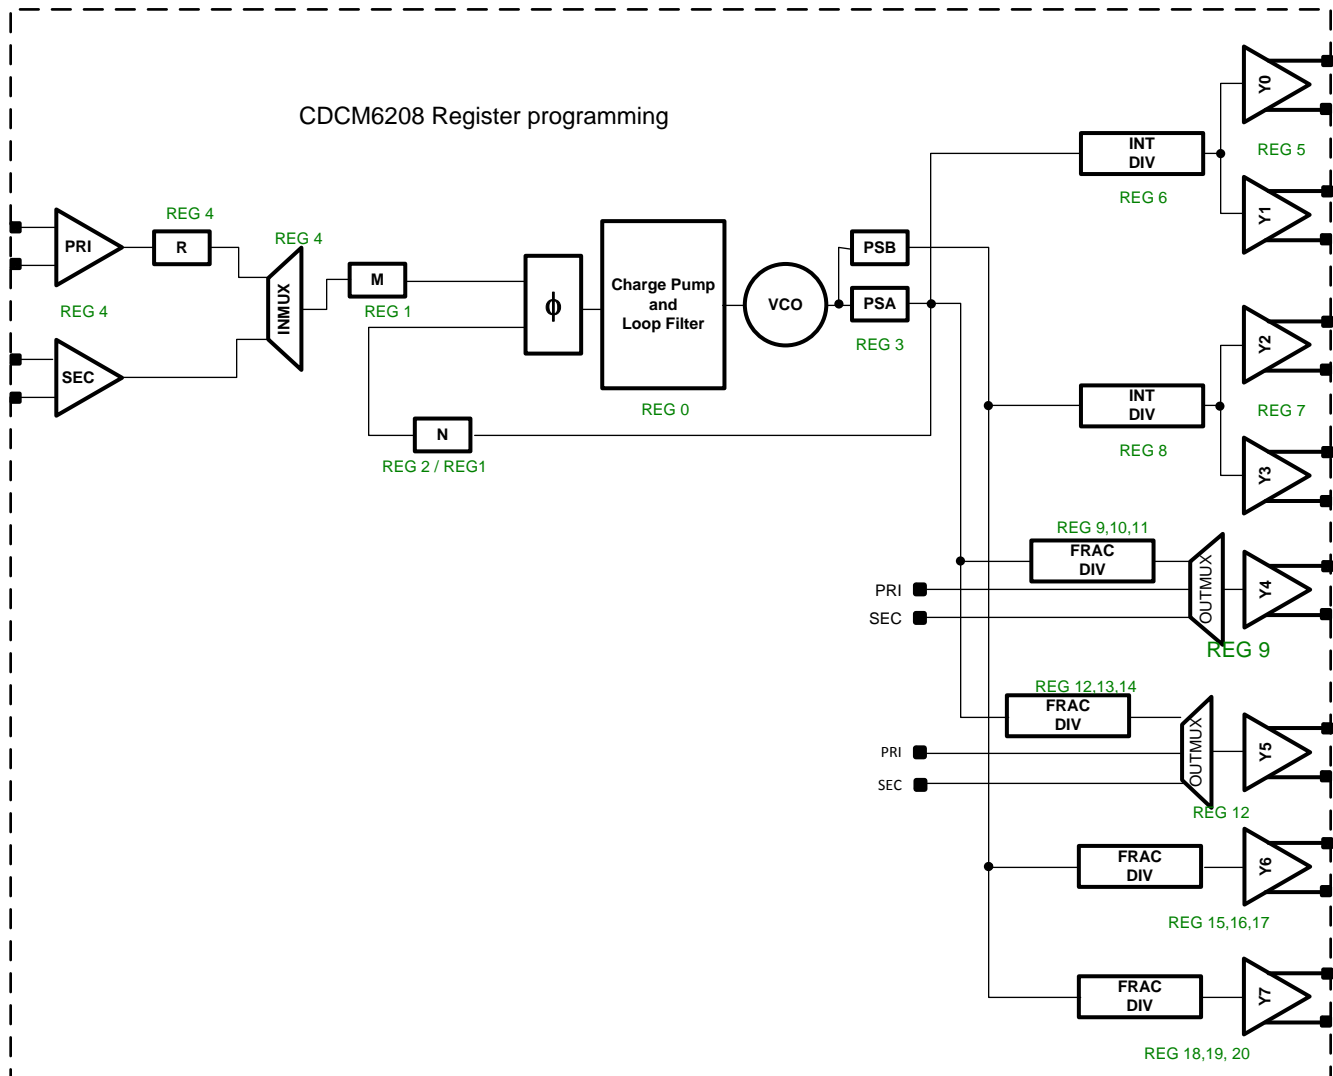 CDCM6208 Register programming
Y0
INT
DIV
REG 5
REG 6
Y1
REG 4
PRI
R
REG 4
INMUX
REG 4
M
REG 1
ϕ
Charge Pump
and
Loop Filter
REG 0
VCO
PSB
PSA
REG 3
SEC
N
REG 2 / REG1
Y2
INT
DIV
REG 7
REG 8
Y3
REG 9,10,11
FRAC
DIV
PRI
SEC
OUTMUX
Y4
REG 9
REG 12,13,14
FRAC
DIV
PRI
SEC
OUTMUX
Y5
REG 12
FRAC
DIV
Y6
REG 15,16,17
FRAC
DIV
Y7
REG 18,19, 20